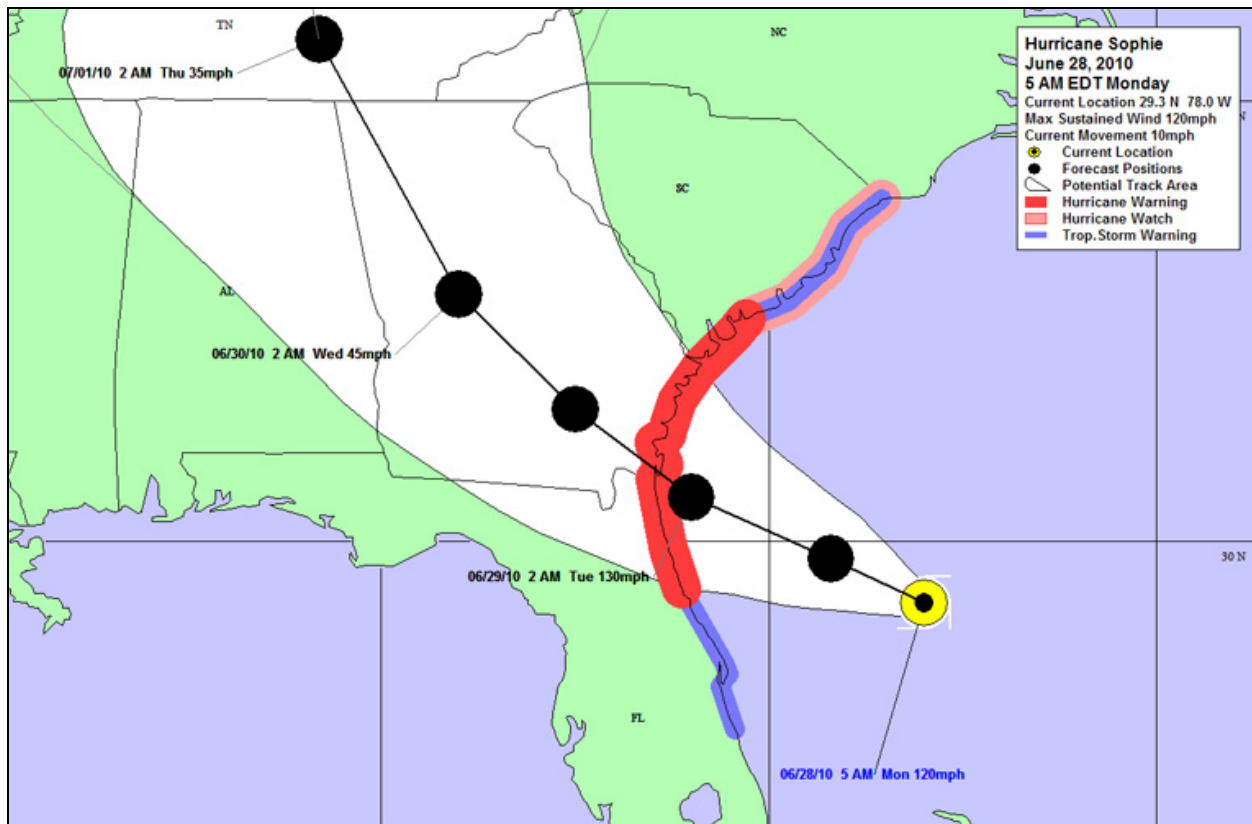 TN
NC
07/01/10 2 AM Thu 35mph
Hurricane Sophie
June 28, 2010
5 AM EDT Monday
Current Location 29.3 N 78.0 W
Max Sustained Wind 120mph
Current Movement 10mph
Current Location
Forecast Positions
Potential Track Area
Hurricane Warning
Hurricane Watch
Trop.Storm Warning
N
SC
AL
06/30/10 2 AM Wed 45mph
30 N
06/29/10 2 AM Tue 130mph
FL
06/28/10 5 AM Mon 120mph